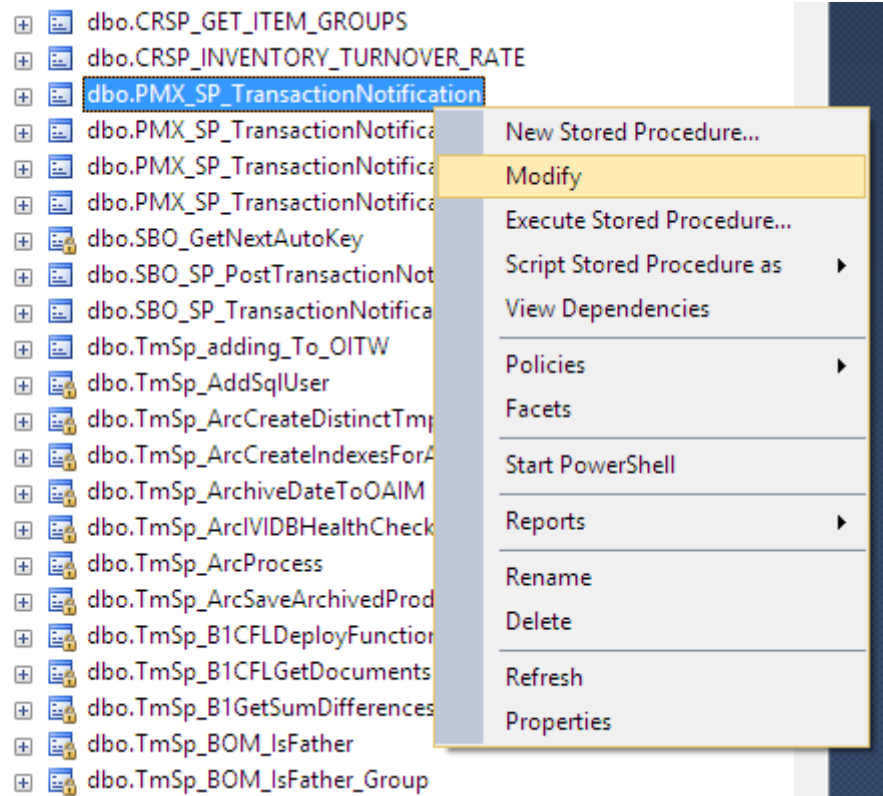 dbo.CRSP_GET_ITEM_GROUPS
dbo.CRSP_INVENTORY_TURNOVER_RATE
dbo.PMX_SP_TransactionNotification
dbo.PMX_SP_TransactionNotifica
dbo.PMX_SP_TransactionNotifica
dbo.PMX_SP_TransactionNotifica
dbo.SBO_GetNextAutoKey
dbo.SBO_SP_PostTransactionNot
dbo.SBO_SP_TransactionNotifica
dbo.TmSp_adding_To_OITW
dbo.TmSp_AddSqlUser
dbo.TmSp_ArcCreateDistinctTmp
dbo.TmSp_ArcCreateIndexesForA
dbo.TmSp_ArchiveDateToOAIM
dbo.TmSp_ArcIVIDBHealthCheck
dbo.TmSp_ArcProcess
dbo.TmSp_ArcSaveArchivedProd
dbo.TmSp_B1CFLDeployFunction
dbo.TmSp_B1CFLGetDocuments
dbo.TmSp_B1GetSumDifferences
dbo.TmSp_BOM_IsFather
dbo.TmSp_BOM_IsFather_Group
New Stored Procedure...
Modify
Execute Stored Procedure...
Script Stored Procedure as
View Dependencies
Policies
Facets
Start PowerShell
Reports
Rename
Delete
Refresh
Properties